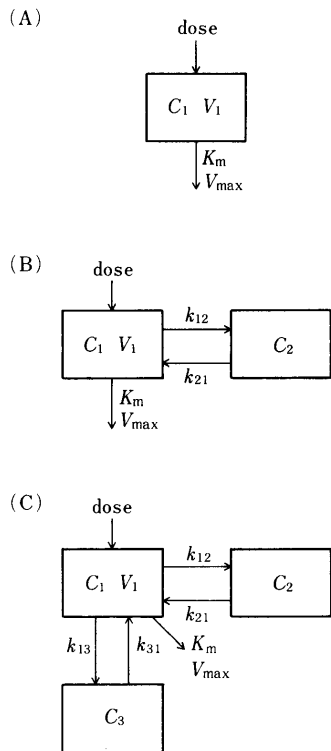 (A)
dose
C₁ V₁
Kₘ
Vₘₐₓ
(B)
dose
k₁₂
C₁ V₁
C₂
k₂₁
Kₘ
Vₘₐₓ
(C)
dose
k₁₂
C₁ V₁
C₂
k₂₁
k₁₃
k₃₁
Kₘ
Vₘₐₓ
C₃